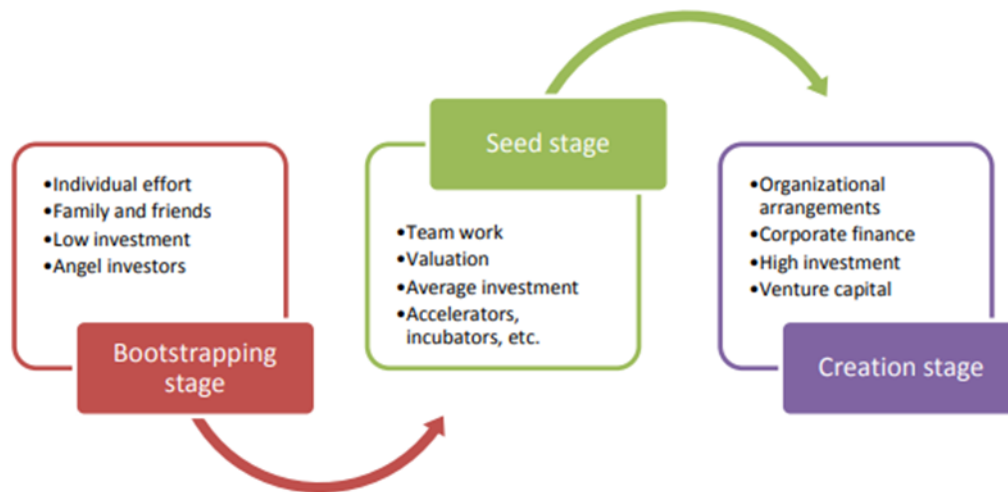 •Individual effort
•Family and friends
•Low investment
•Angel investors
Bootstrapping
stage
Seed stage
•Team work
•Valuation
•Average investment
•Accelerators,
incubators, etc.
•Organizational
arrangements
•Corporate finance
•High investment
•Venture capital
Creation stage